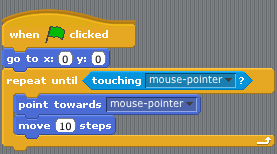 when clicked
go to x: 0 y: 0
repeat until touching mouse-pointer ?
point towards mouse-pointer
move 10 steps